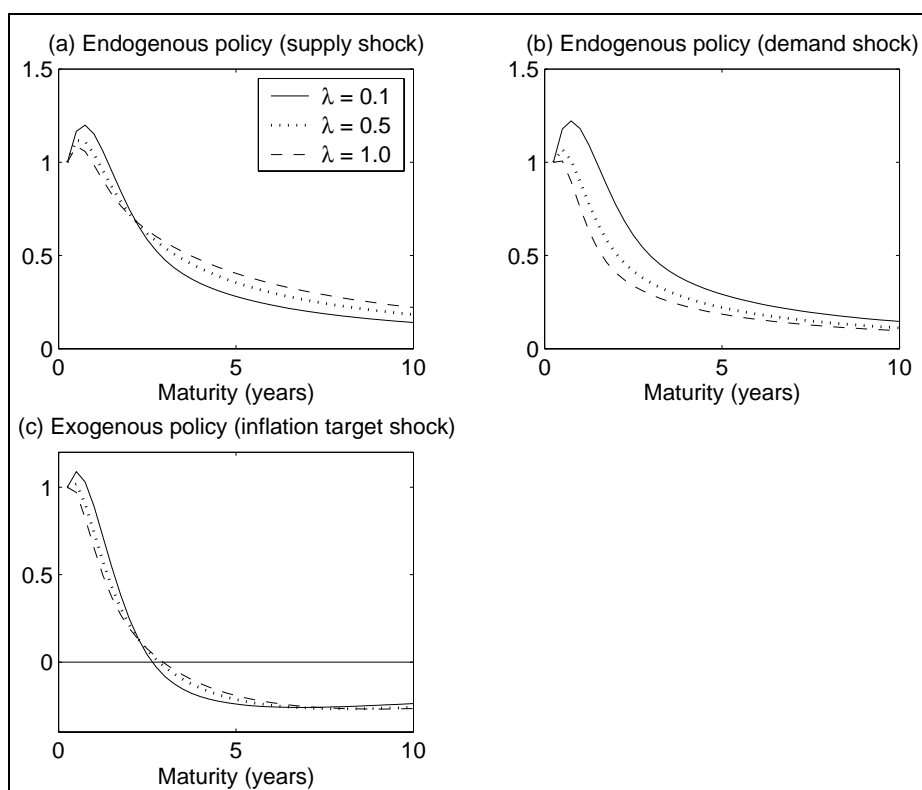 (a) Endogenous policy (supply shock)
1.5
1
0.5
0
0
5
10
Maturity (years)
λ = 0.1
λ = 0.5
λ = 1.0
(b) Endogenous policy (demand shock)
1.5
1
0.5
0
0
5
10
Maturity (years)
(c) Exogenous policy (inflation target shock)
1
0.5
0
0
5
10
Maturity (years)